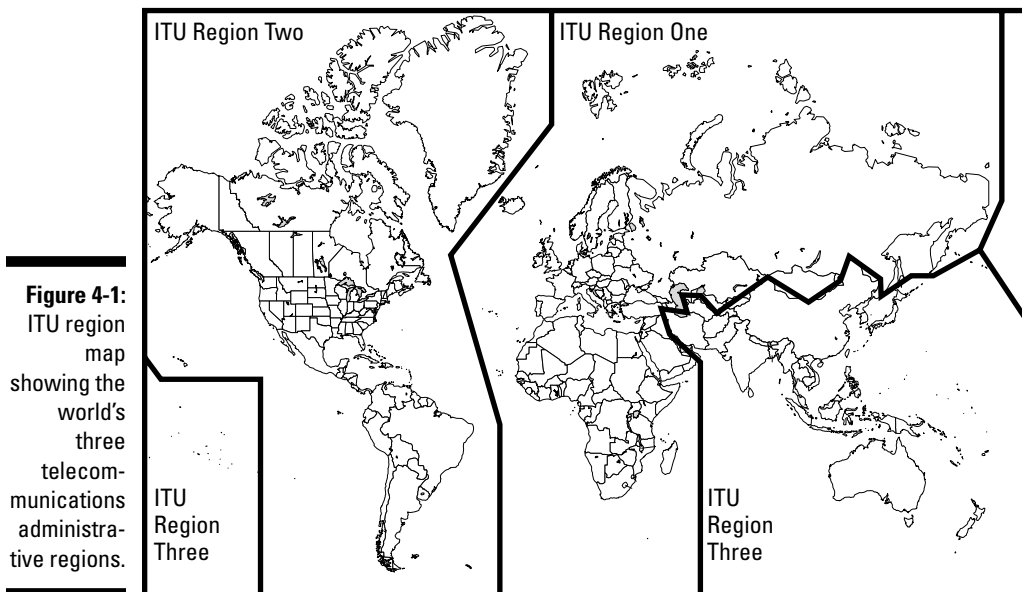 ITU Region Two
ITU Region One
Figure 4-1:
ITU region
map
showing the
world's
three
telecom-
munications
administra-
tive regions.
ITU
Region
Three
ITU
Region
Three